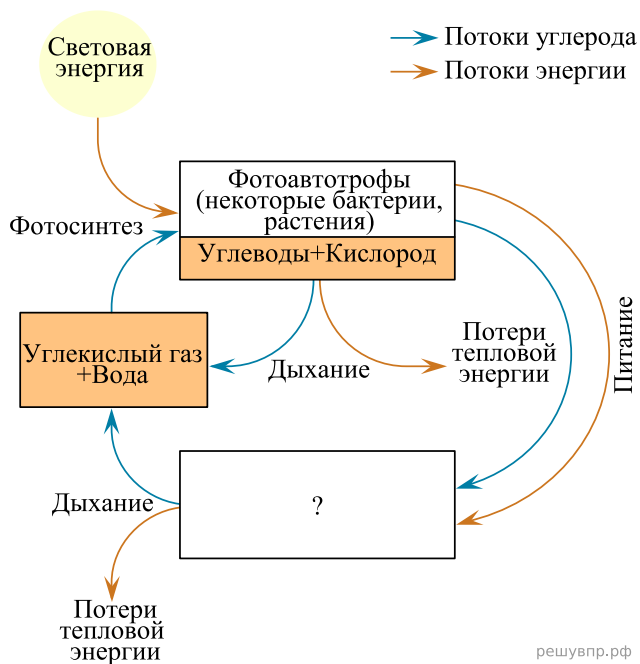 Световая
энергия
Потоки углерода
Потоки энергии
Фотоавтотрофы
(некоторые бактерии,
растения)
Углеводы+Кислород
Фотосинтез
Углекислый газ
+Вода
Дыхание
Потери
тепловой
энергии
Питание
Дыхание
?
Потери
тепловой
энергии
решувпр.рф